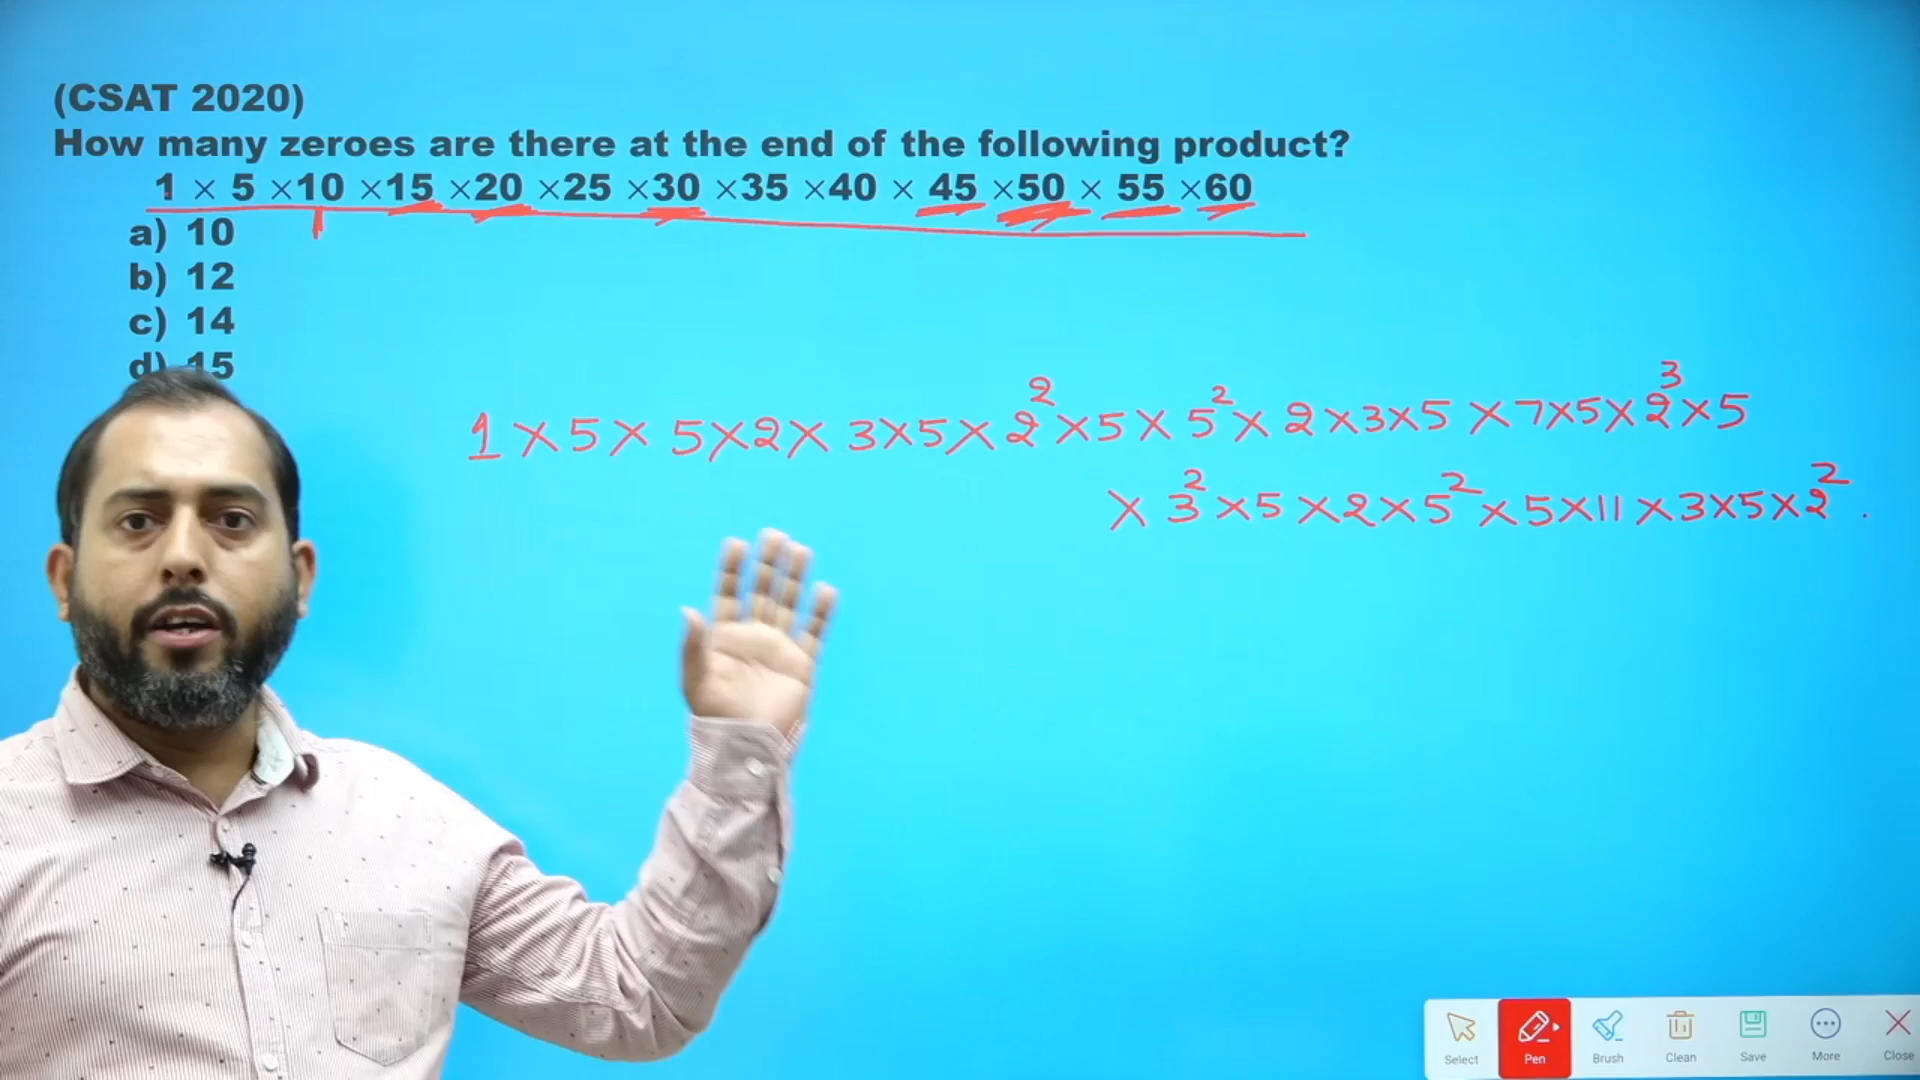 (CSAT 2020)
How many zeroes are there at the end of the following product?
1 × 5 ×10 ×15 ×20 ×25 ×30 ×35 ×40 × 45 ×50 × 55 ×60
a) 10
b) 12
c) 14
d) 15
1 × 5 × 5 × 2 × 3 × 5 × 2² × 5 × 5² × 2 × 3 × 5 × 7 × 5 × 2³ × 5
× 3² × 5 × 2 × 5² × 5 × 11 × 3 × 5 × 2² .
Select Pen Brush Clean Save More Close